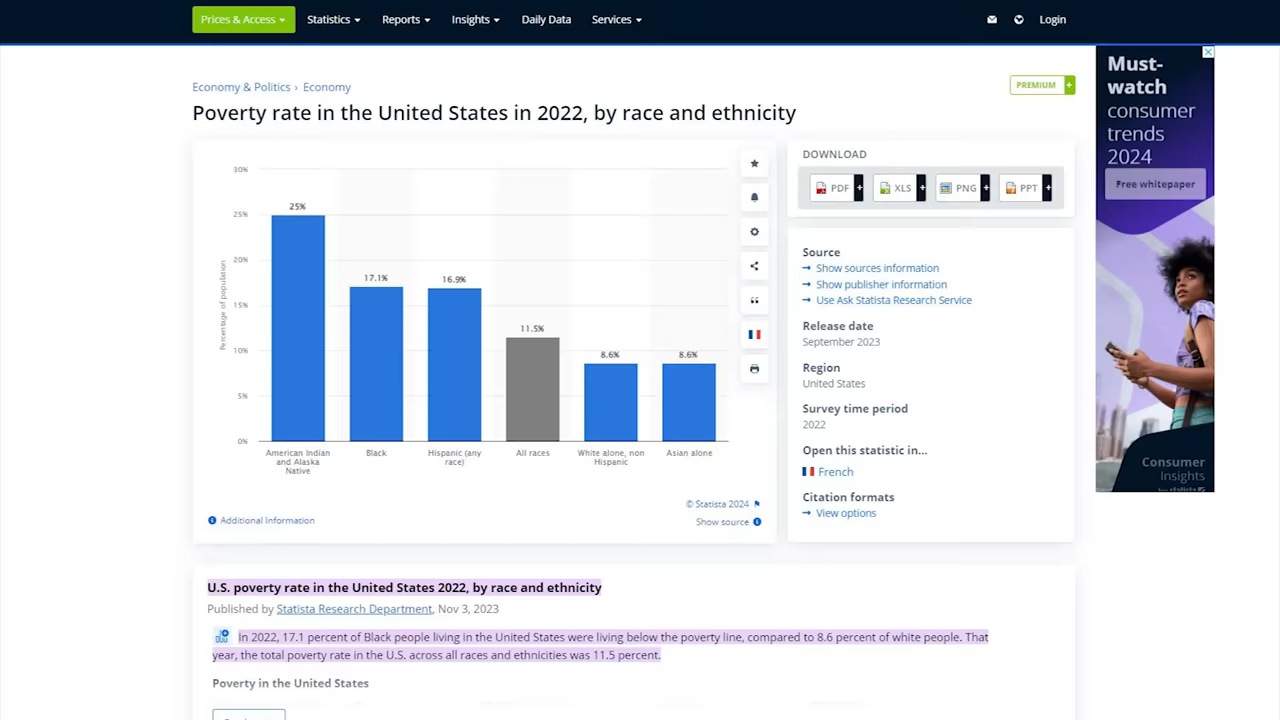 Prices & Access Statistics Reports Insights Daily Data Services Login
Economy & Politics › Economy
PREMIUM +
Poverty rate in the United States in 2022, by race and ethnicity
DOWNLOAD
PDF + XLS + PNG + PPT +
30%
25%
20%
15%
10%
5%
0%
Percentage of population
25%
17.1%
16.9%
11.5%
8.6%
8.6%
American Indian
and Alaska
Native
Black
Hispanic (any
race)
All races
White alone, non
Hispanic
Asian alone
© Statista 2024
Additional Information
Show source
Source
Show sources information
Show publisher information
Use Ask Statista Research Service
Release date
September 2023
Region
United States
Survey time period
2022
Open this statistic in...
French
Citation formats
View options
Must-
watch
consumer
trends
2024
Free whitepaper
Consumer
Insights
by statista
U.S. poverty rate in the United States 2022, by race and ethnicity
Published by Statista Research Department, Nov 3, 2023
In 2022, 17.1 percent of Black people living in the United States were living below the poverty line, compared to 8.6 percent of white people. That
year, the total poverty rate in the U.S. across all races and ethnicities was 11.5 percent.
Poverty in the United States